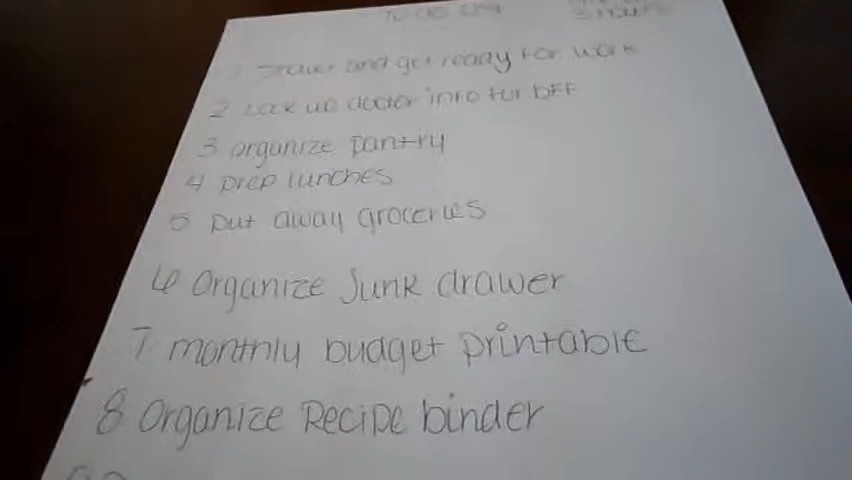 1 Shower and get ready for work
2 Look up doctor info for BFF
3 organize pantry
4 prep lunches
5 put away groceries
6 Organize Junk drawer
7 monthly budget printable
8 Organize Recipe binder